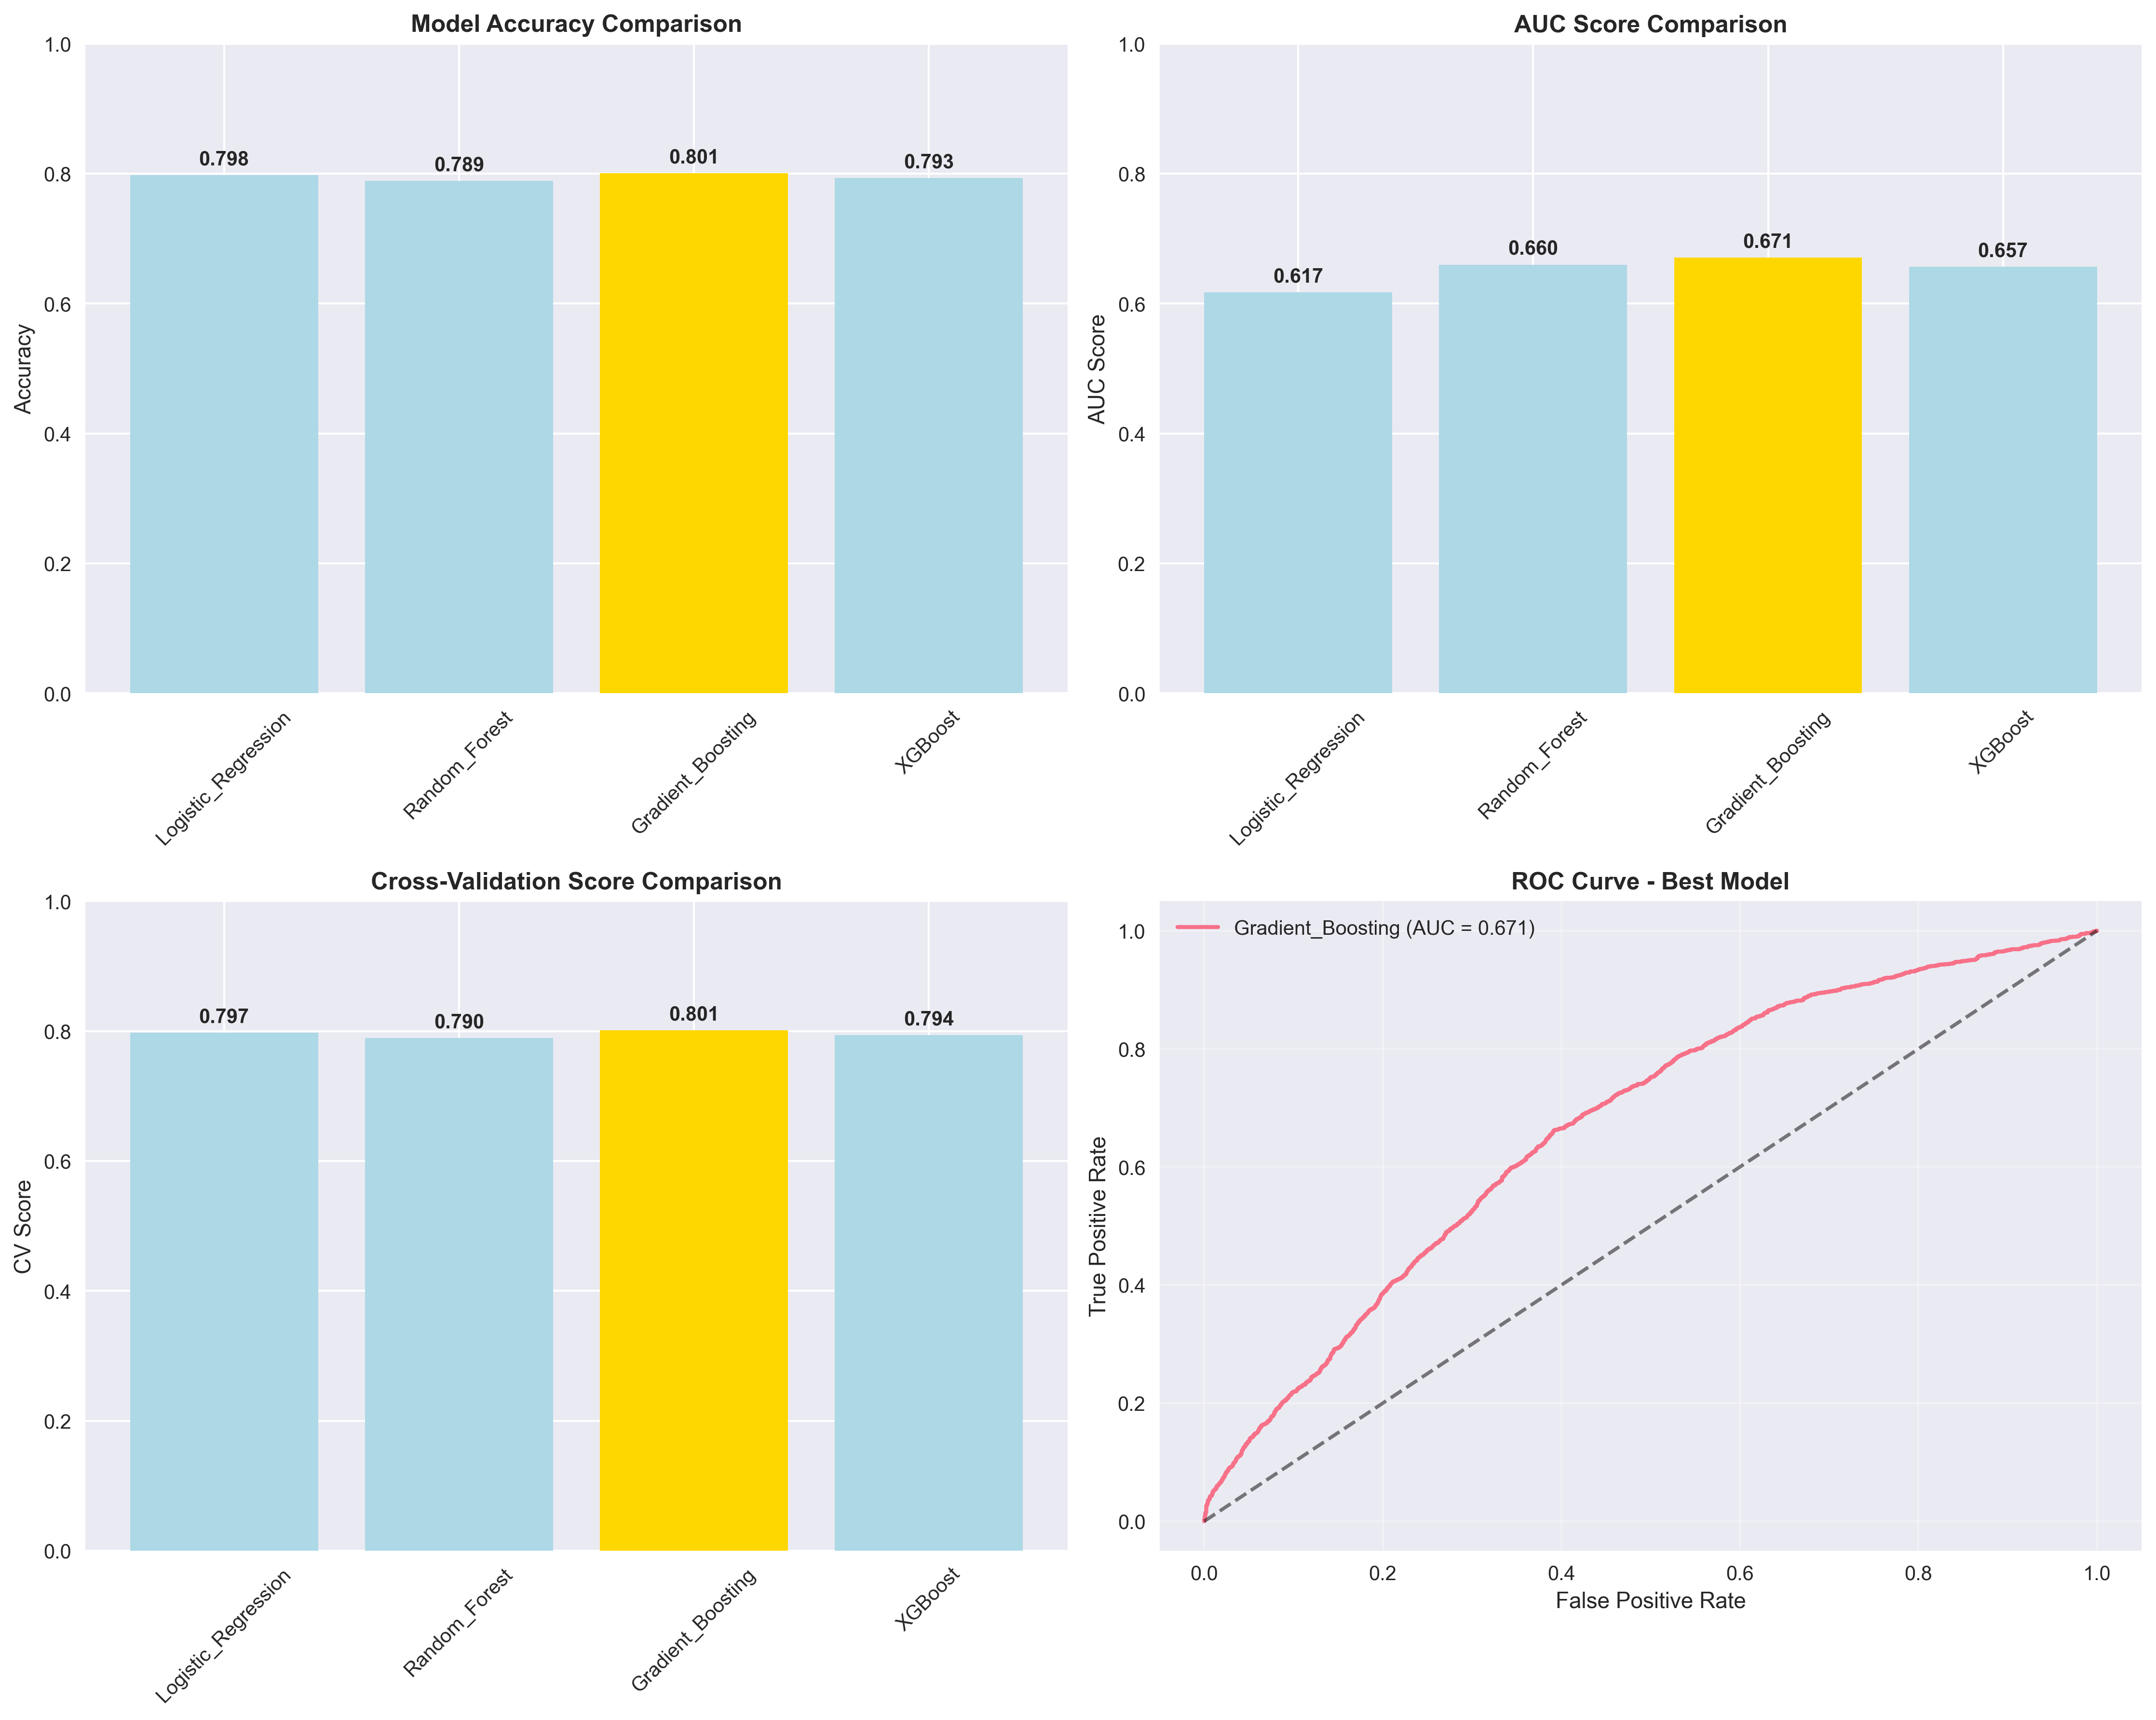 Model Accuracy Comparison
Accuracy
1.0
0.8
0.6
0.4
0.2
0.0
0.798
0.789
0.801
0.793
Logistic_Regression
Random_Forest
Gradient_Boosting
XGBoost
AUC Score Comparison
AUC Score
1.0
0.8
0.6
0.4
0.2
0.0
0.617
0.660
0.671
0.657
Logistic_Regression
Random_Forest
Gradient_Boosting
XGBoost
Cross-Validation Score Comparison
CV Score
1.0
0.8
0.6
0.4
0.2
0.0
0.797
0.790
0.801
0.794
Logistic_Regression
Random_Forest
Gradient_Boosting
XGBoost
ROC Curve - Best Model
Gradient_Boosting (AUC = 0.671)
True Positive Rate
1.0
0.8
0.6
0.4
0.2
0.0
0.0 0.2 0.4 0.6 0.8 1.0
False Positive Rate